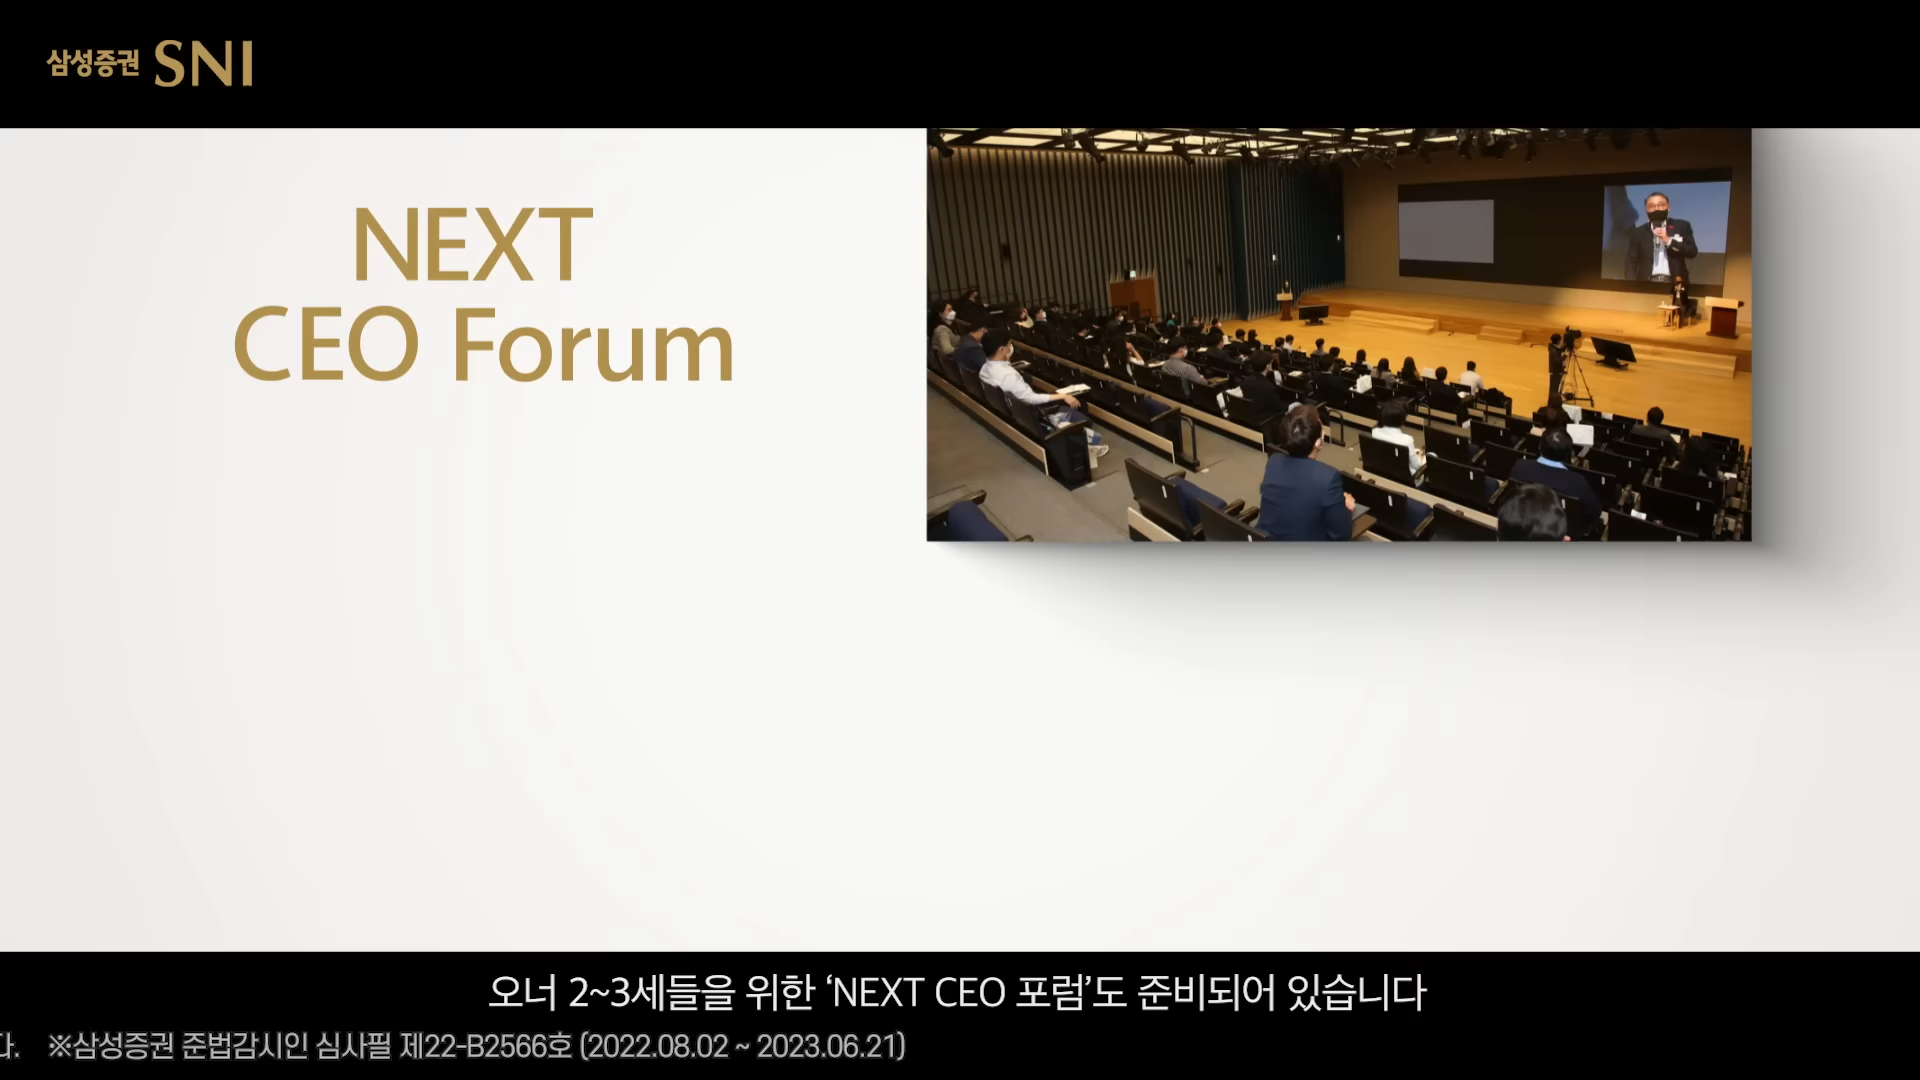 삼성증권 SNI
NEXT
CEO Forum
오너 2~3세들을 위한 ‘NEXT CEO 포럼’도 준비되어 있습니다
다. ※삼성증권 준법감시인 심사필 제22-B2566호 (2022.08.02 ~ 2023.06.21)